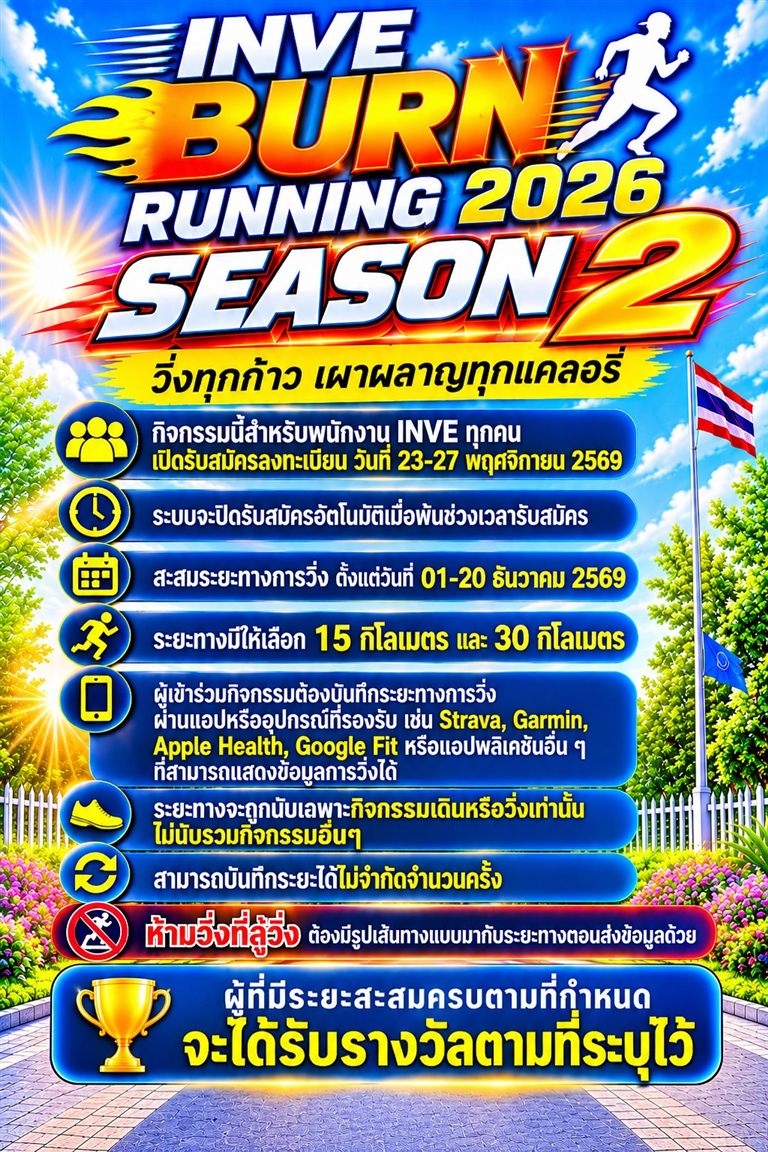 INVE
BURN
RUNNING 2026
SEASON 2
วิ่งทุกก้าว เผาผลาญทุกแคลอรี่
กิจกรรมนี้สำหรับพนักงาน INVE ทุกคน
เปิดรับสมัครลงทะเบียน วันที่ 23-27 พฤศจิกายน 2569
ระบบจะปิดรับสมัครอัตโนมัติเมื่อพ้นช่วงเวลารับสมัคร
สะสมระยะทางการวิ่ง ตั้งแต่วันที่ 01-20 ธันวาคม 2569
ระยะทางมีให้เลือก 15 กิโลเมตร และ 30 กิโลเมตร
ผู้เข้าร่วมกิจกรรมต้องบันทึกระยะทางการวิ่ง
ผ่านแอปหรืออุปกรณ์ที่รองรับ เช่น Strava, Garmin,
Apple Health, Google Fit หรือแอปพลิเคชันอื่น ๆ
ที่สามารถแสดงข้อมูลการวิ่งได้
ระยะทางจะถูกนับเฉพาะกิจกรรมเดินหรือวิ่งเท่านั้น
ไม่นับรวมกิจกรรมอื่นๆ
สามารถบันทึกระยะได้ไม่จำกัดจำนวนครั้ง
ห้ามวิ่งที่ลู่วิ่ง ต้องมีรูปเส้นทางแบบมากับระยะทางตอนส่งข้อมูลด้วย
ผู้ที่มีระยะสะสมครบตามที่กำหนด
จะได้รับรางวัลตามที่ระบุไว้